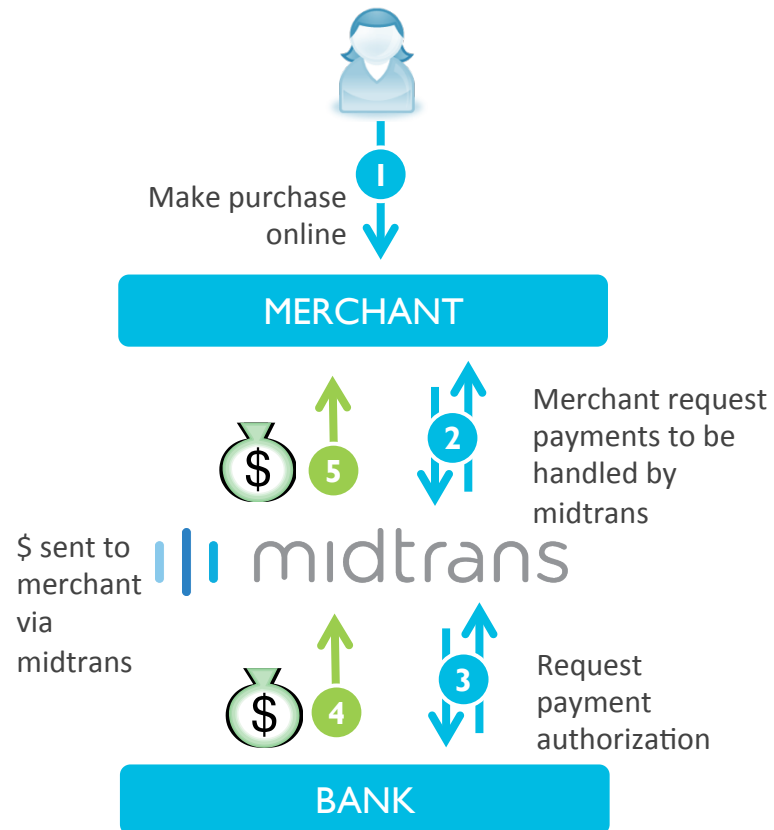 1
Make purchase
online
MERCHANT
$
5
2
Merchant request
payments to be
handled by
midtrans
$ sent to
merchant
via
midtrans
midtrans
$
4
3
Request
payment
authorization
BANK